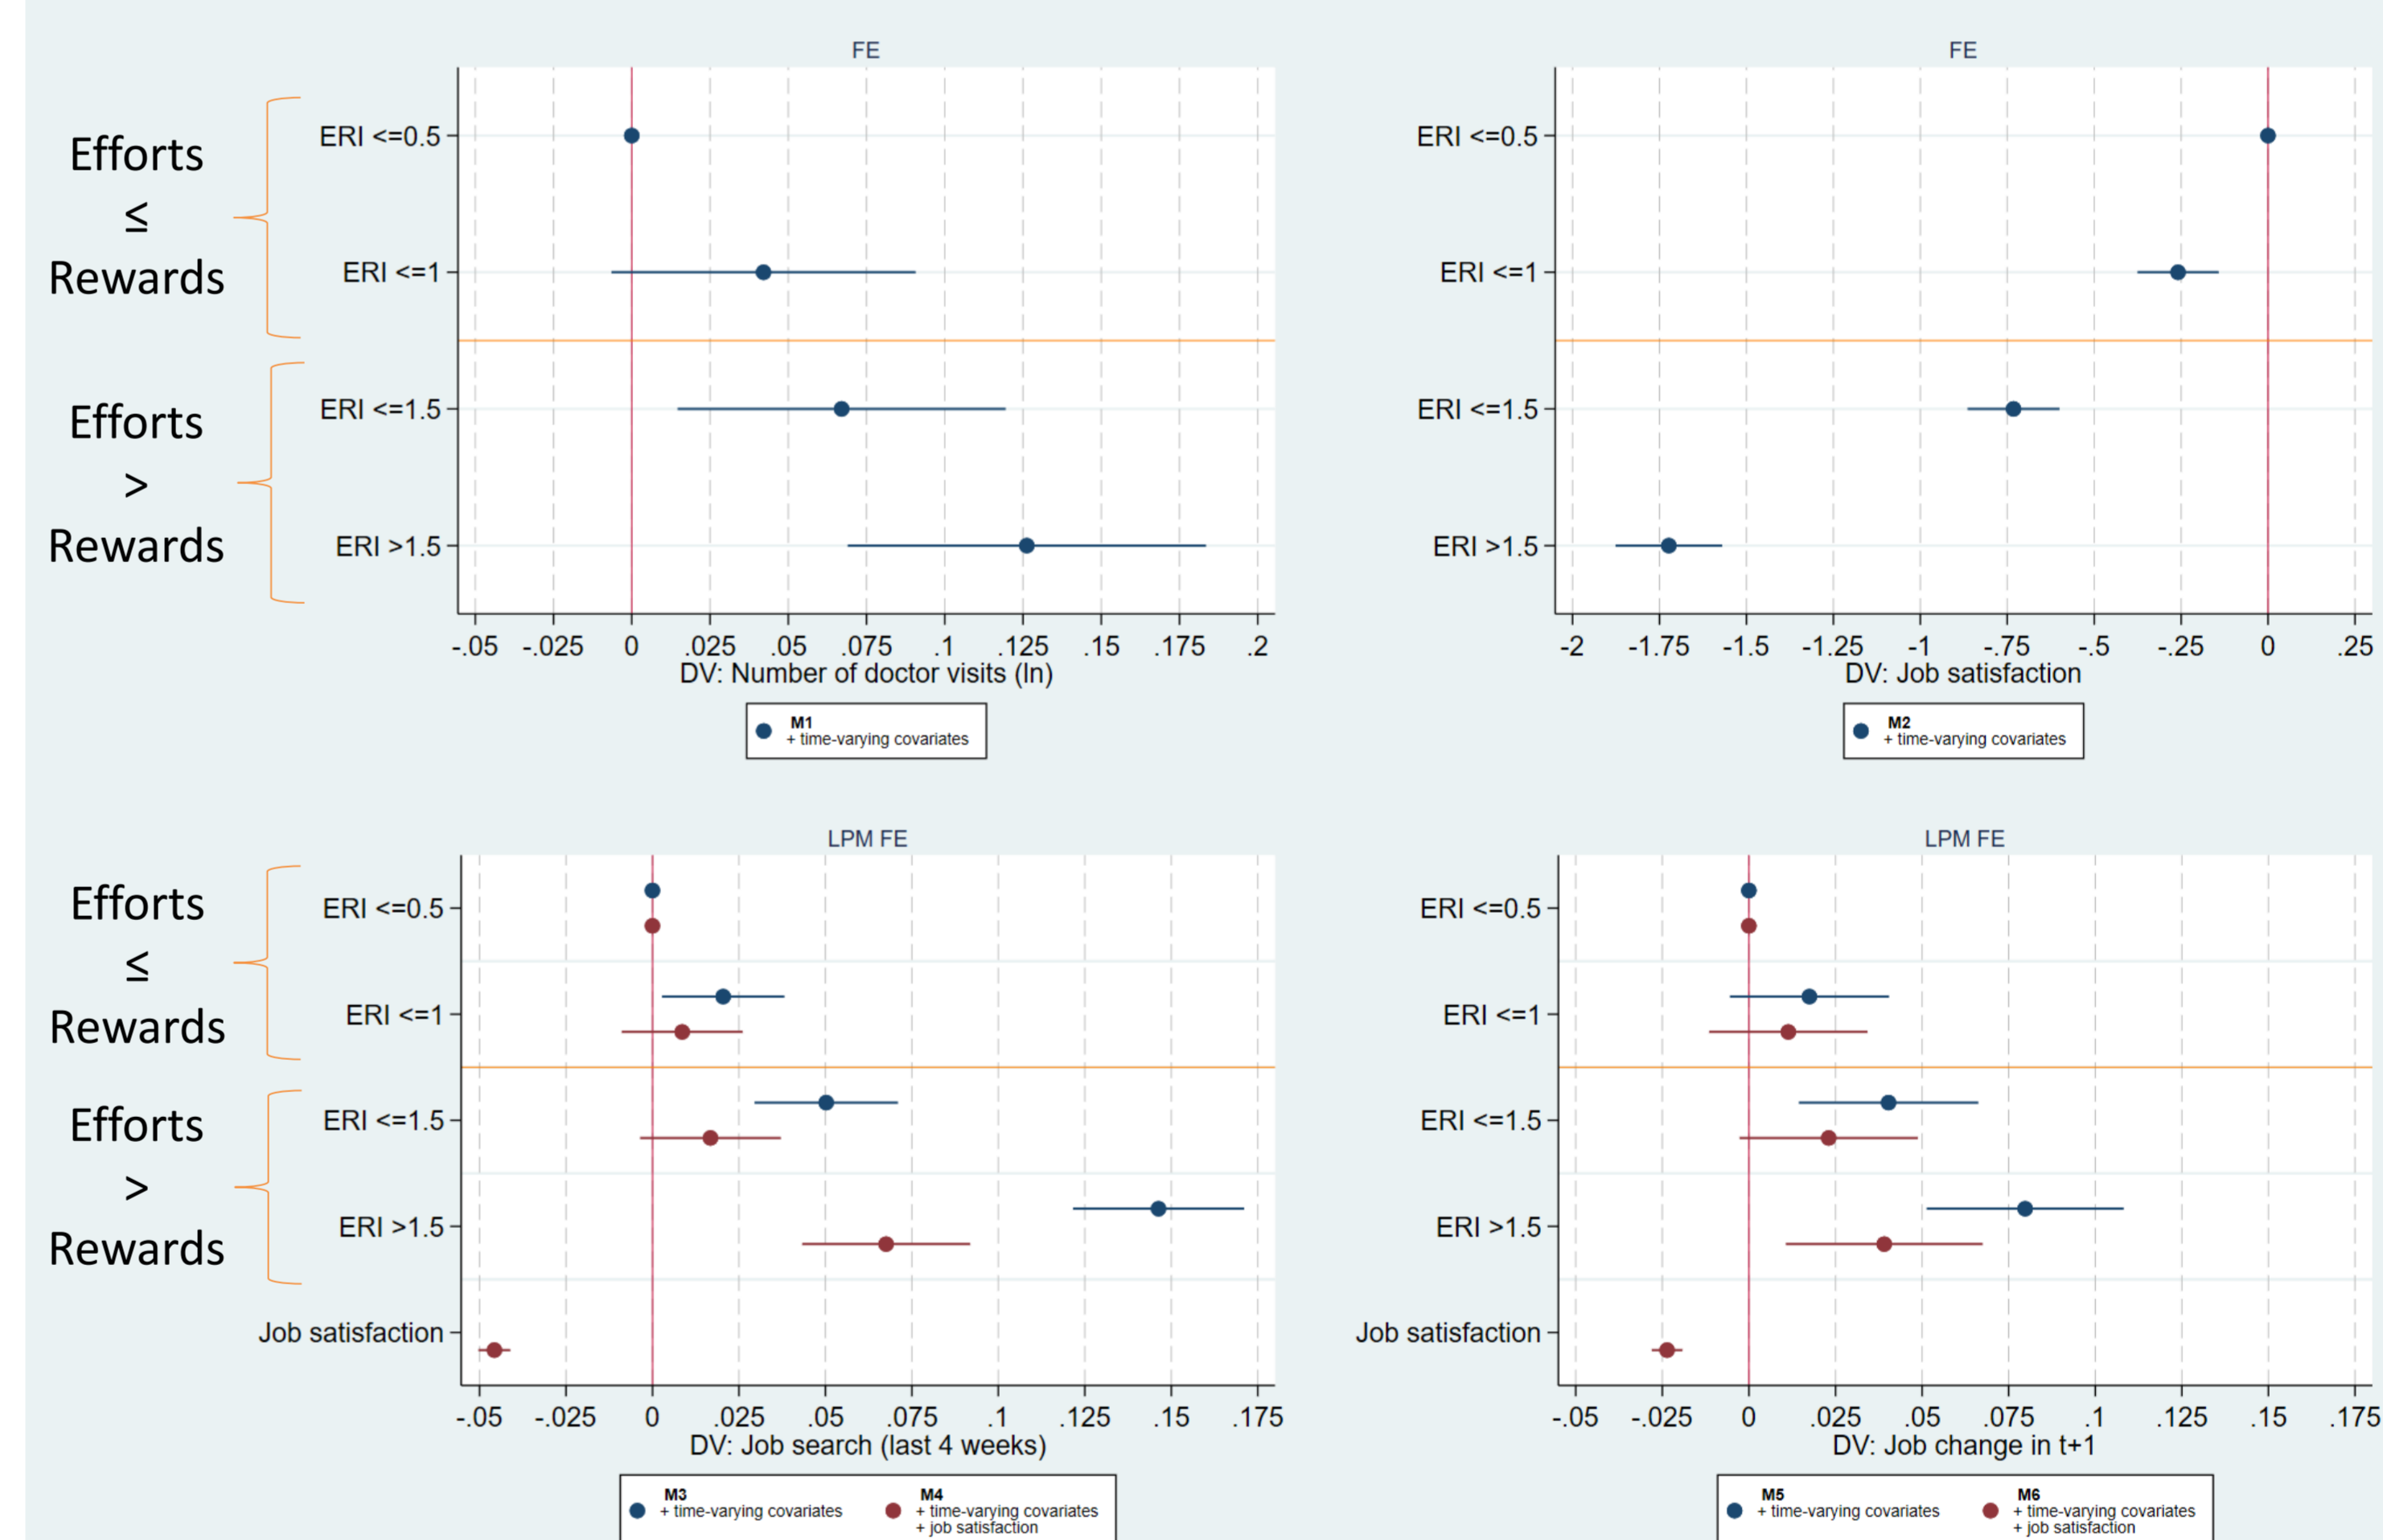 FE
Efforts
≤
Rewards
Efforts
>
Rewards
ERI <=0.5
ERI <=1
ERI <=1.5
ERI >1.5
-.05 -.025 0 .025 .05 .075 .1 .125 .15 .175 .2
DV: Number of doctor visits (ln)
M1
+ time-varying covariates
FE
ERI <=0.5
ERI <=1
ERI <=1.5
ERI >1.5
-2 -1.75 -1.5 -1.25 -1 -.75 -.5 -.25 0 .25
DV: Job satisfaction
M2
+ time-varying covariates
LPM FE
Efforts
≤
Rewards
Efforts
>
Rewards
ERI <=0.5
ERI <=1
ERI <=1.5
ERI >1.5
Job satisfaction
-.05 -.025 0 .025 .05 .075 .1 .125 .15 .175
DV: Job search (last 4 weeks)
M3
+ time-varying covariates
M4
+ time-varying covariates
+ job satisfaction
LPM FE
ERI <=0.5
ERI <=1
ERI <=1.5
ERI >1.5
Job satisfaction
-.05 -.025 0 .025 .05 .075 .1 .125 .15 .175
DV: Job change in t+1
M5
+ time-varying covariates
M6
+ time-varying covariates
+ job satisfaction